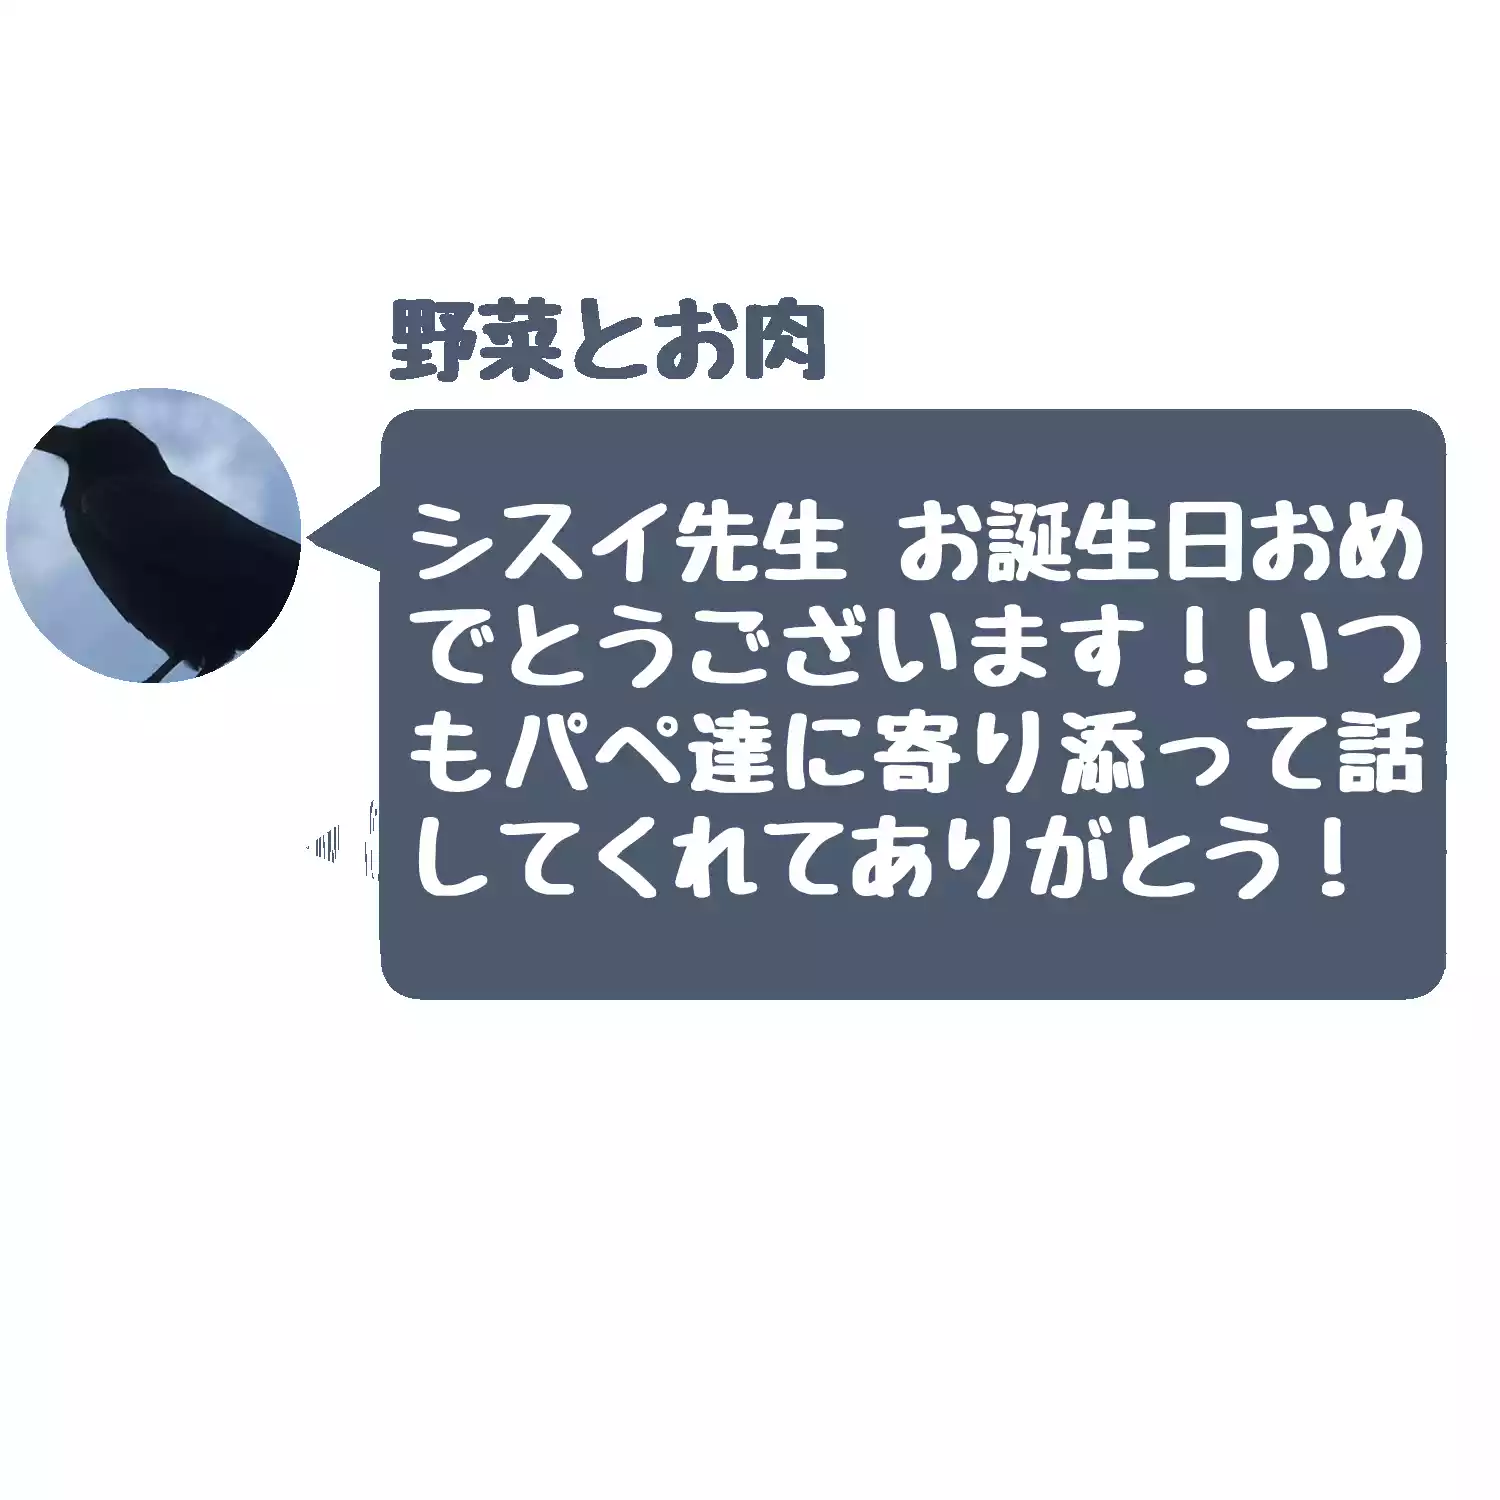 野菜とお肉
シスイ先生 お誕生日おめ
でとうございます！いつ
もパペ達に寄り添って話
してくれてありがとう！